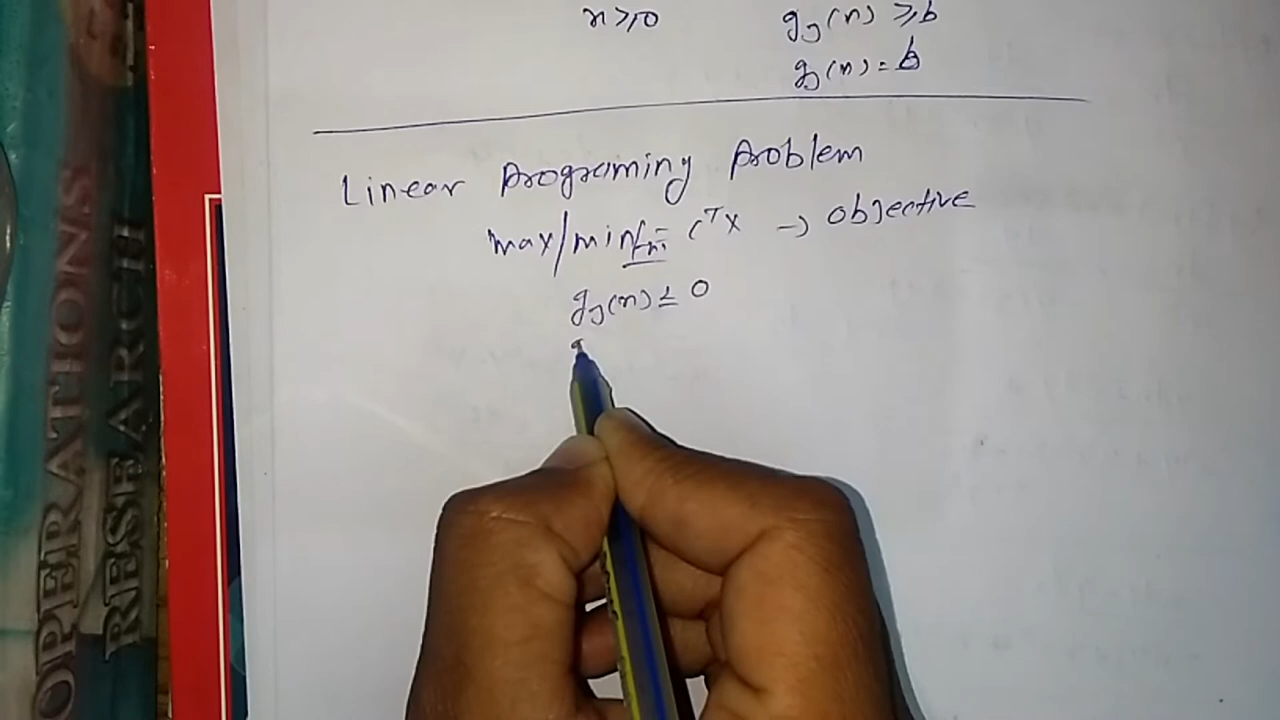 x ≥ 0 gj(x) ≥ b
gj(x) = b
Linear Programing Problem
max/min f(x) = CTX → Objective
gj(x) ≤ 0
OPERATIONS
RESEARCH